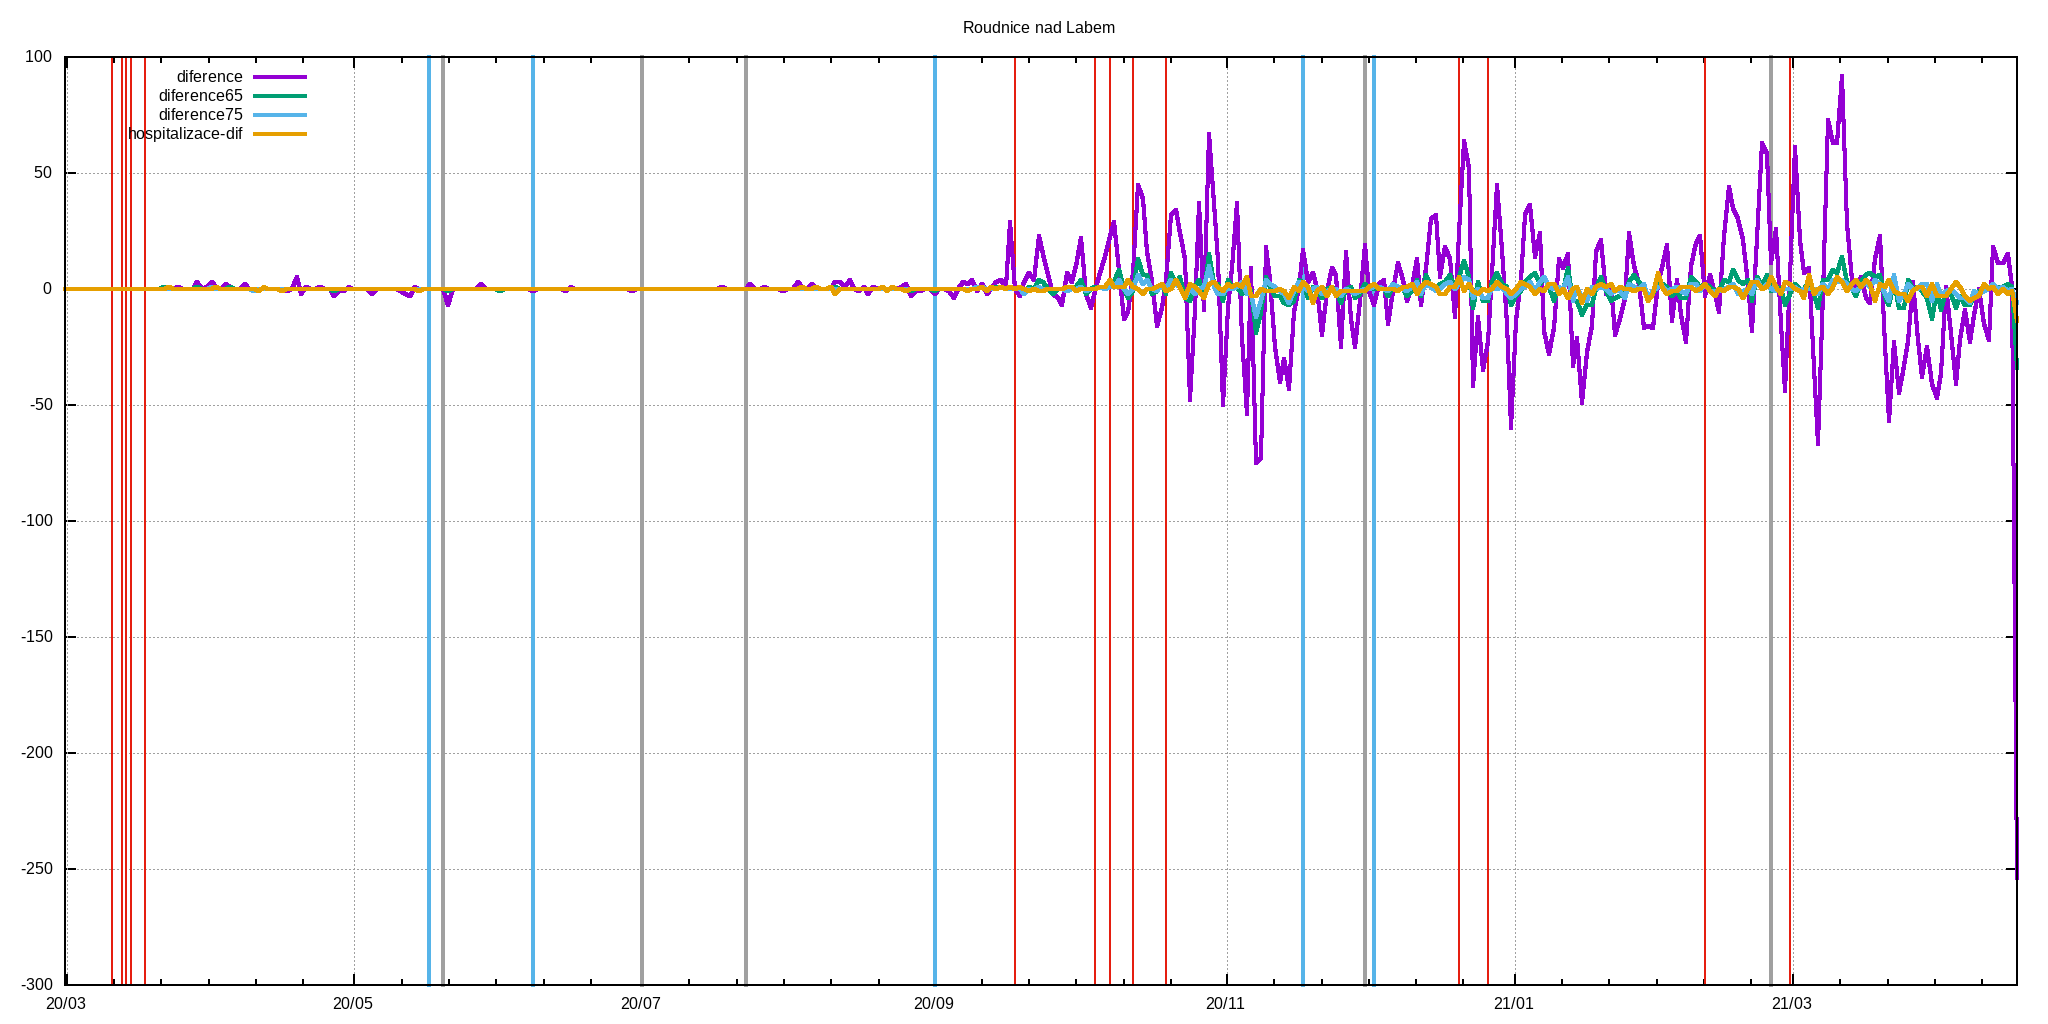 Roudnice nad Labem
100
50
0
-50
-100
-150
-200
-250
-300
diference
diference65
diference75
hospitalizace-dif
20/03 20/05 20/07 20/09 20/11 21/01 21/03